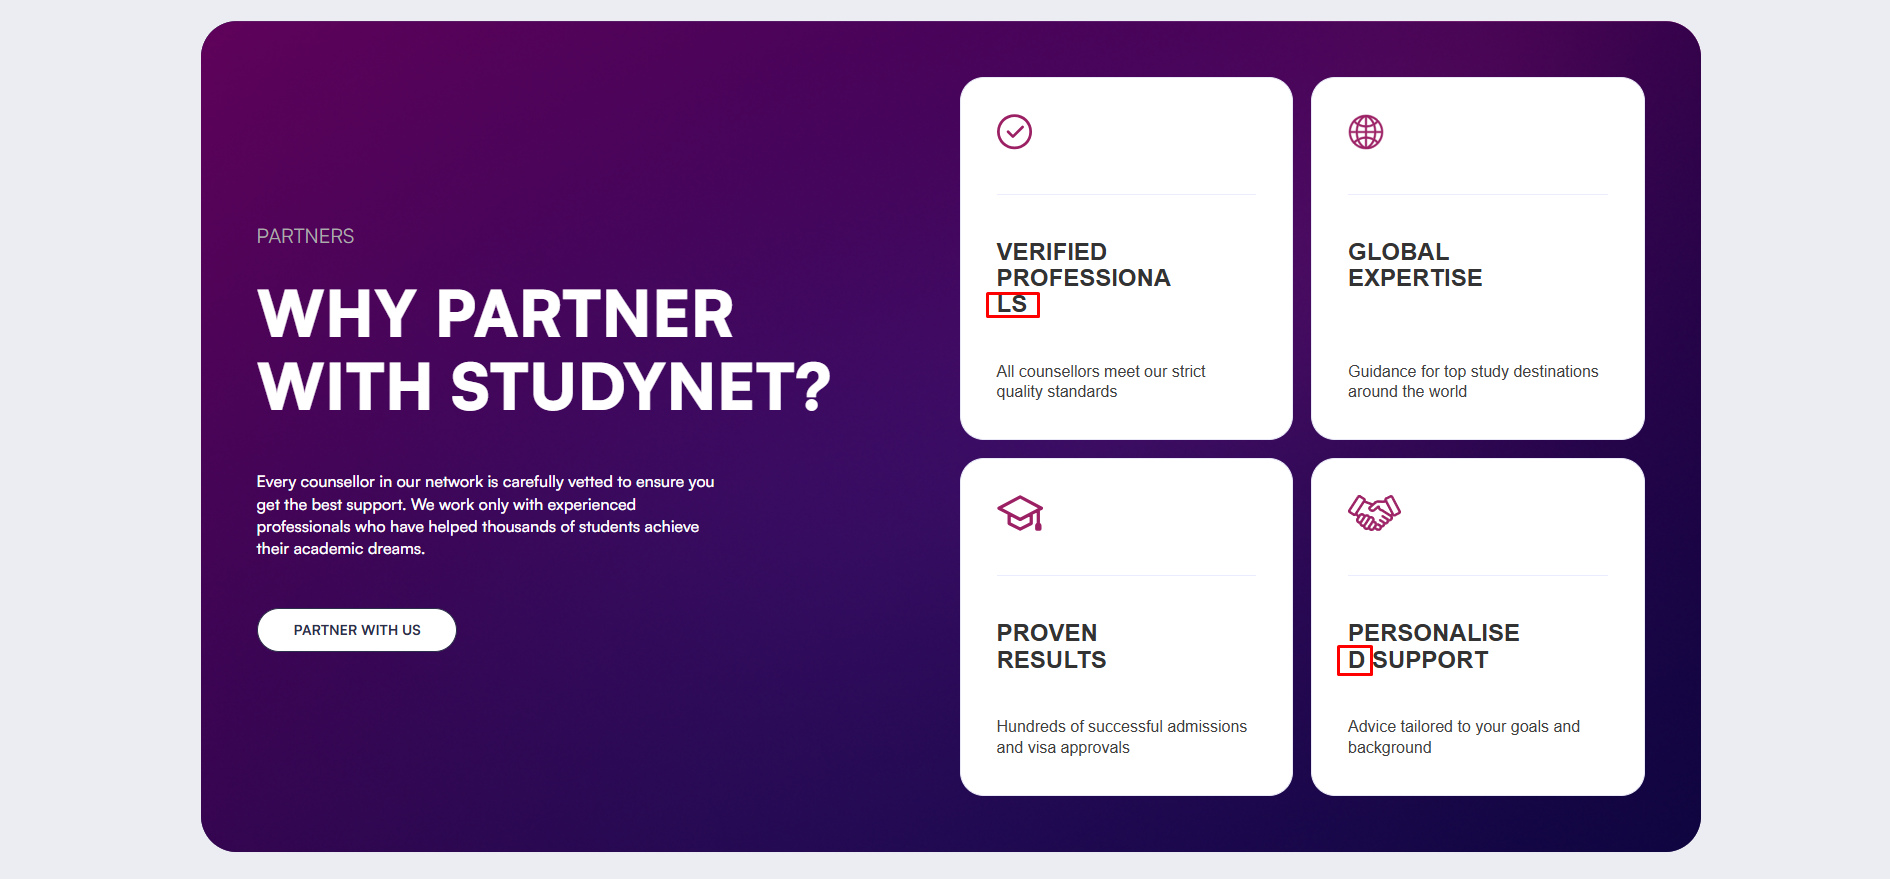 PARTNERS
WHY PARTNER
WITH STUDYNET?
Every counsellor in our network is carefully vetted to ensure you
get the best support. We work only with experienced
professionals who have helped thousands of students achieve
their academic dreams.
PARTNER WITH US
VERIFIED
PROFESSIONA
LS
All counsellors meet our strict
quality standards
GLOBAL
EXPERTISE
Guidance for top study destinations
around the world
PROVEN
RESULTS
Hundreds of successful admissions
and visa approvals
PERSONALISE
D SUPPORT
Advice tailored to your goals and
background